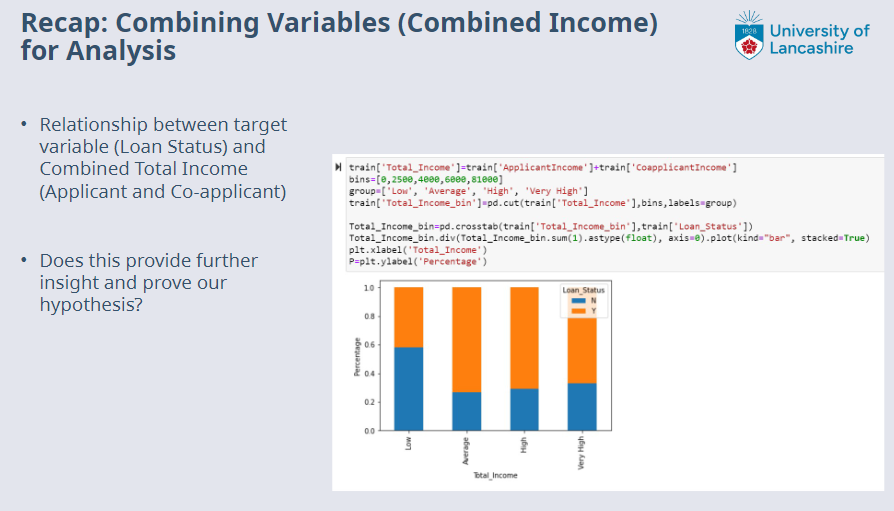 Recap: Combining Variables (Combined Income)
for Analysis
1828
University of
Lancashire
• Relationship between target
variable (Loan Status) and
Combined Total Income
(Applicant and Co-applicant)
• Does this provide further
insight and prove our
hypothesis?
train['Total_Income']=train['ApplicantIncome']+train['CoapplicantIncome']
bins=[0,2500,4000,6000,81000]
group=['Low', 'Average', 'High', 'Very High']
train['Total_Income_bin']=pd.cut(train['Total_Income'],bins,labels=group)
Total_Income_bin=pd.crosstab(train['Total_Income_bin'],train['Loan_Status'])
Total_Income_bin.div(Total_Income_bin.sum(1).astype(float), axis=0).plot(kind="bar", stacked=True)
plt.xlabel('Total_Income')
P=plt.ylabel('Percentage')
Loan_Status
N
Y
1.0
0.8
0.6
0.4
0.2
0.0
Percentage
Low
Average
High
Very High
Total_Income